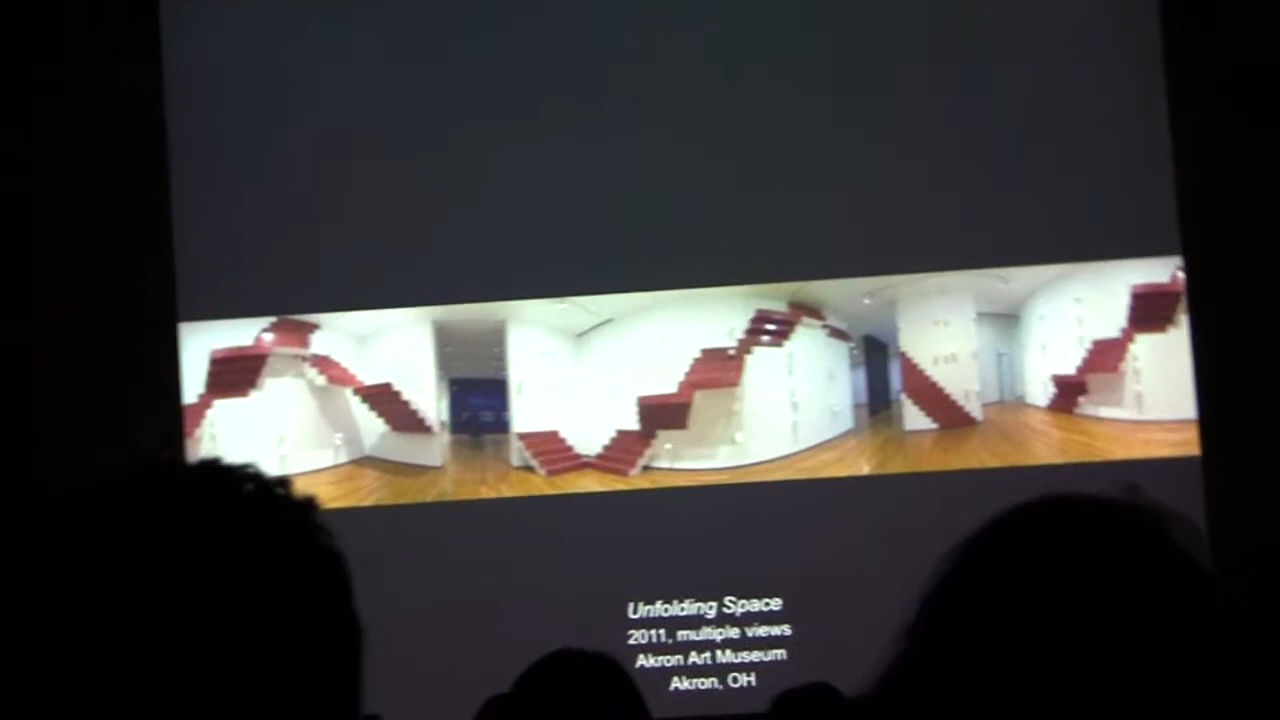 Unfolding Space
2011, multiple views
Akron Art Museum
Akron, OH